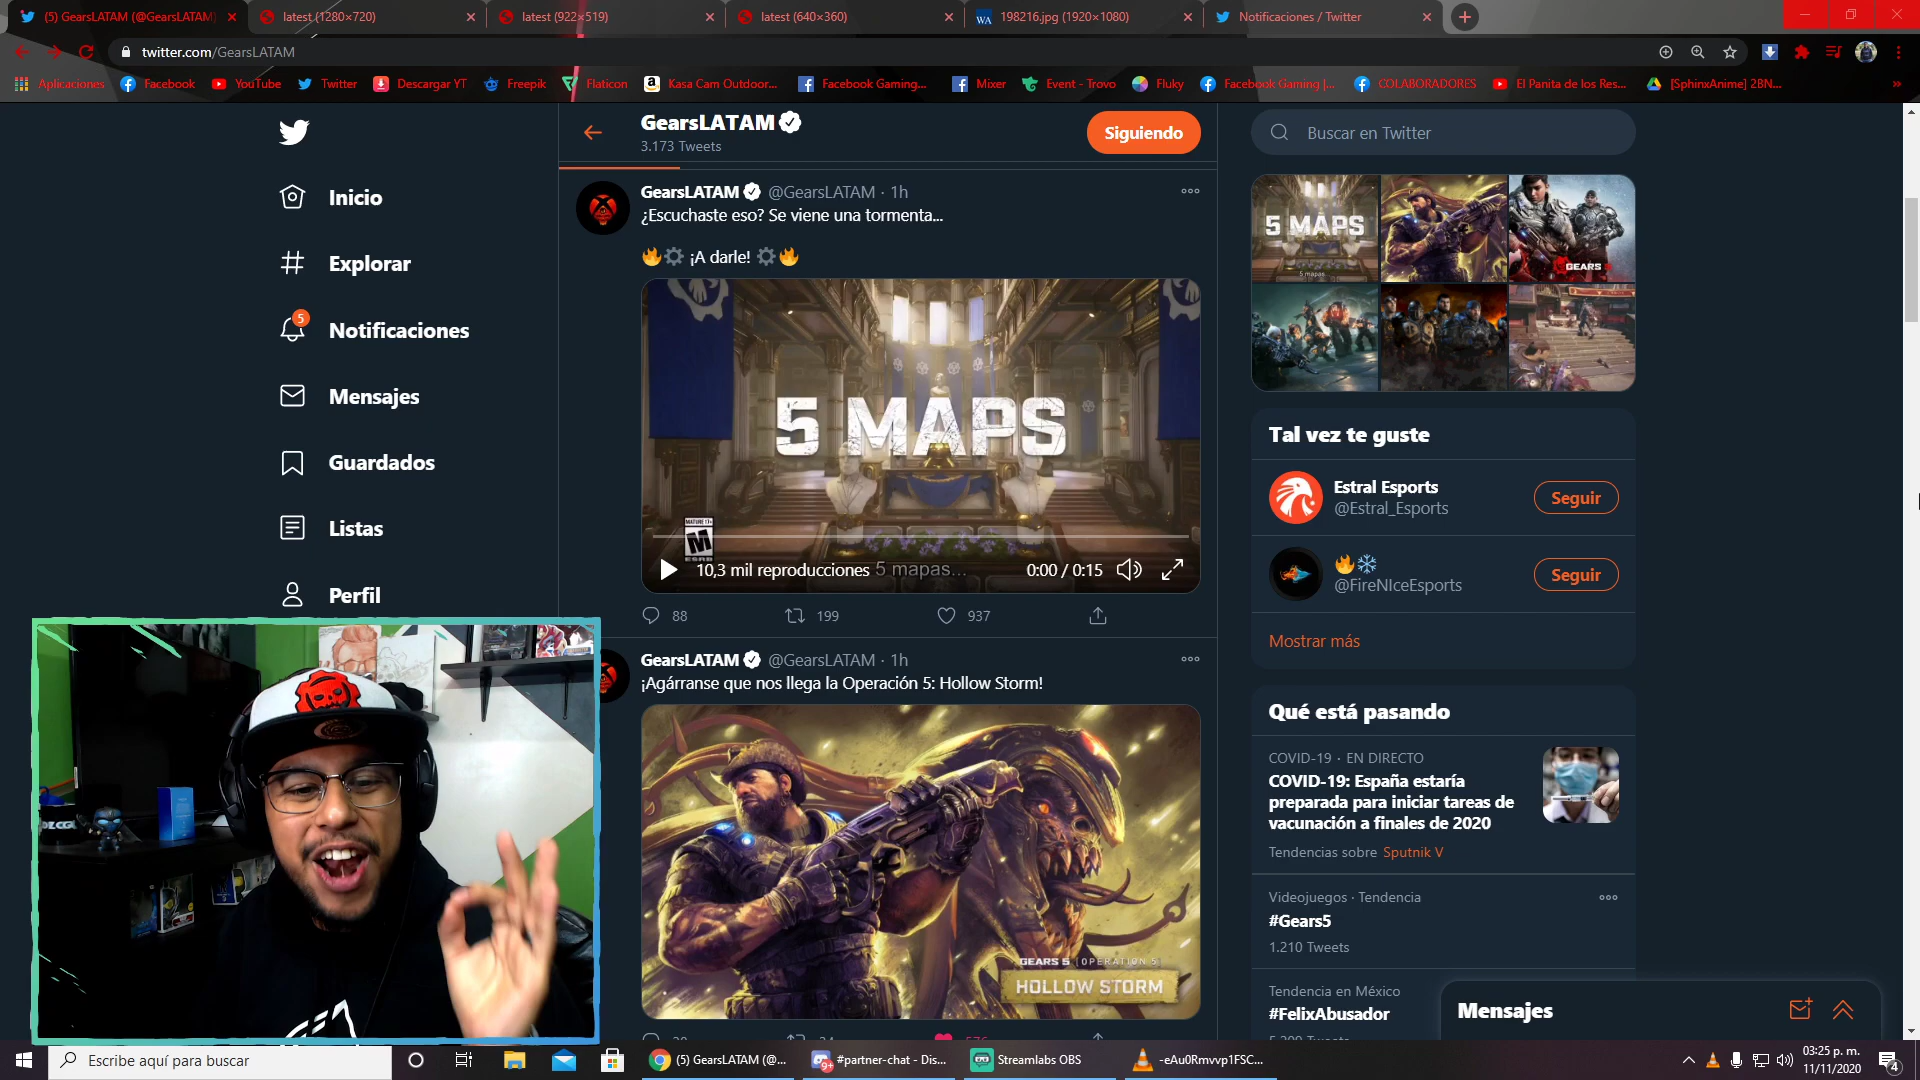 (5) GearsLATAM (@GearsLATAM)
latest (1280×720)
latest (922×519)
latest (640×360)
WA
198216.jpg (1920×1080)
Notificaciones / Twitter
twitter.com/GearsLATAM
Aplicaciones
Facebook
YouTube
Twitter
Descargar YT
Freepik
Flaticon
Kasa Cam Outdoor...
Facebook Gaming...
Mixer
Event - Trovo
Fluky
Facebook Gaming |...
COLABORADORES
El Panita de los Res...
[SphinxAnime] 2BN...
»
Inicio
Explorar
5
Notificaciones
Mensajes
Guardados
Listas
Perfil
GearsLATAM
3.173 Tweets
Siguiendo
GearsLATAM @GearsLATAM · 1h
¿Escuchaste eso? Se viene una tormenta...
🔥⚙️ ¡A darle! ⚙️🔥
5 MAPS
MATURE 17+
M
ESRB
10,3 mil reproducciones
5 mapas...
0:00 / 0:15
88
199
937
GearsLATAM @GearsLATAM · 1h
¡Agárranse que nos llega la Operación 5: Hollow Storm!
GEARS 5 [OPERATION 5]
HOLLOW STORM
Buscar en Twitter
5 MAPS
5 mapas
GEARS 5
Tal vez te guste
Estral Esports
@Estral_Esports
Seguir
🔥❄️
@FireNIceEsports
Seguir
Mostrar más
Qué está pasando
COVID-19 · EN DIRECTO
COVID-19: España estaría
preparada para iniciar tareas de
vacunación a finales de 2020
Tendencias sobre Sputnik V
Videojuegos · Tendencia
#Gears5
1.210 Tweets
Tendencia en México
#FelixAbusador
Mensajes
Escribe aquí para buscar
(5) GearsLATAM (@...
9+
#partner-chat - Dis...
Streamlabs OBS
-eAu0Rmvvp1FSC...
03:25 p. m.
11/11/2020
4